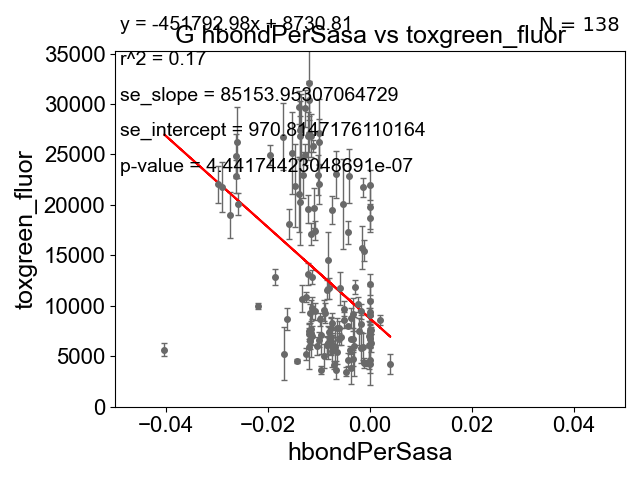 y = -451792.98x + 8730.81
N = 138
G hbondPerSasa vs toxgreen_fluor
r^2 = 0.17
se_slope = 85153.95307064729
se_intercept = 970.8147176110164
p-value = 4.44174423048691e-07
35000
30000
25000
20000
15000
10000
5000
0
toxgreen_fluor
−0.04
−0.02
0.00
0.02
0.04
hbondPerSasa